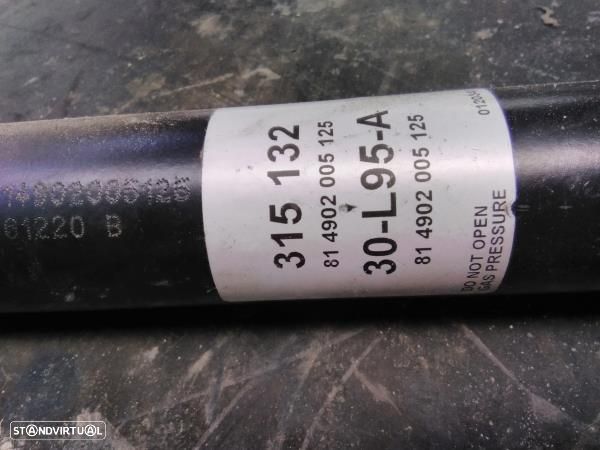 315 132
81 4902 005 125
30-L95-A
81 4902 005 125
DO NOT OPEN
GAS PRESSURE
4902005125
61220 B
STANDVIRTUAL